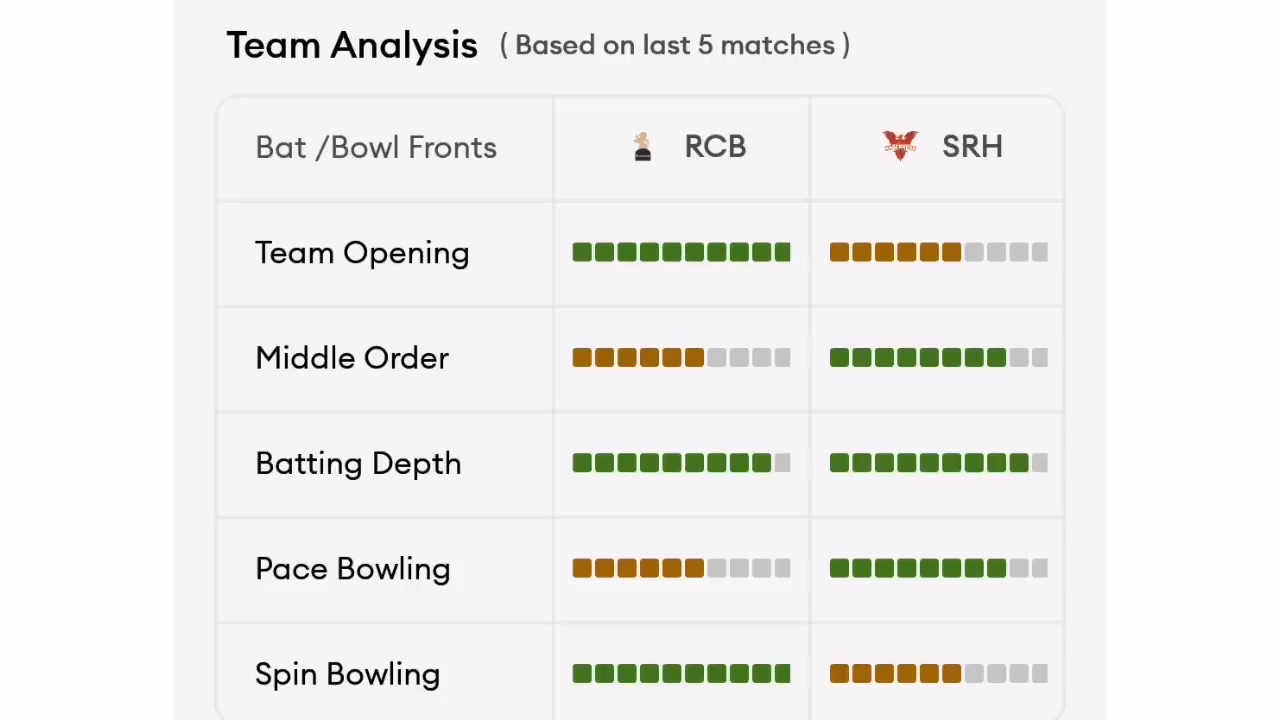 Team Analysis ( Based on last 5 matches )
Bat /Bowl Fronts RCB SRH
Team Opening
Middle Order
Batting Depth
Pace Bowling
Spin Bowling